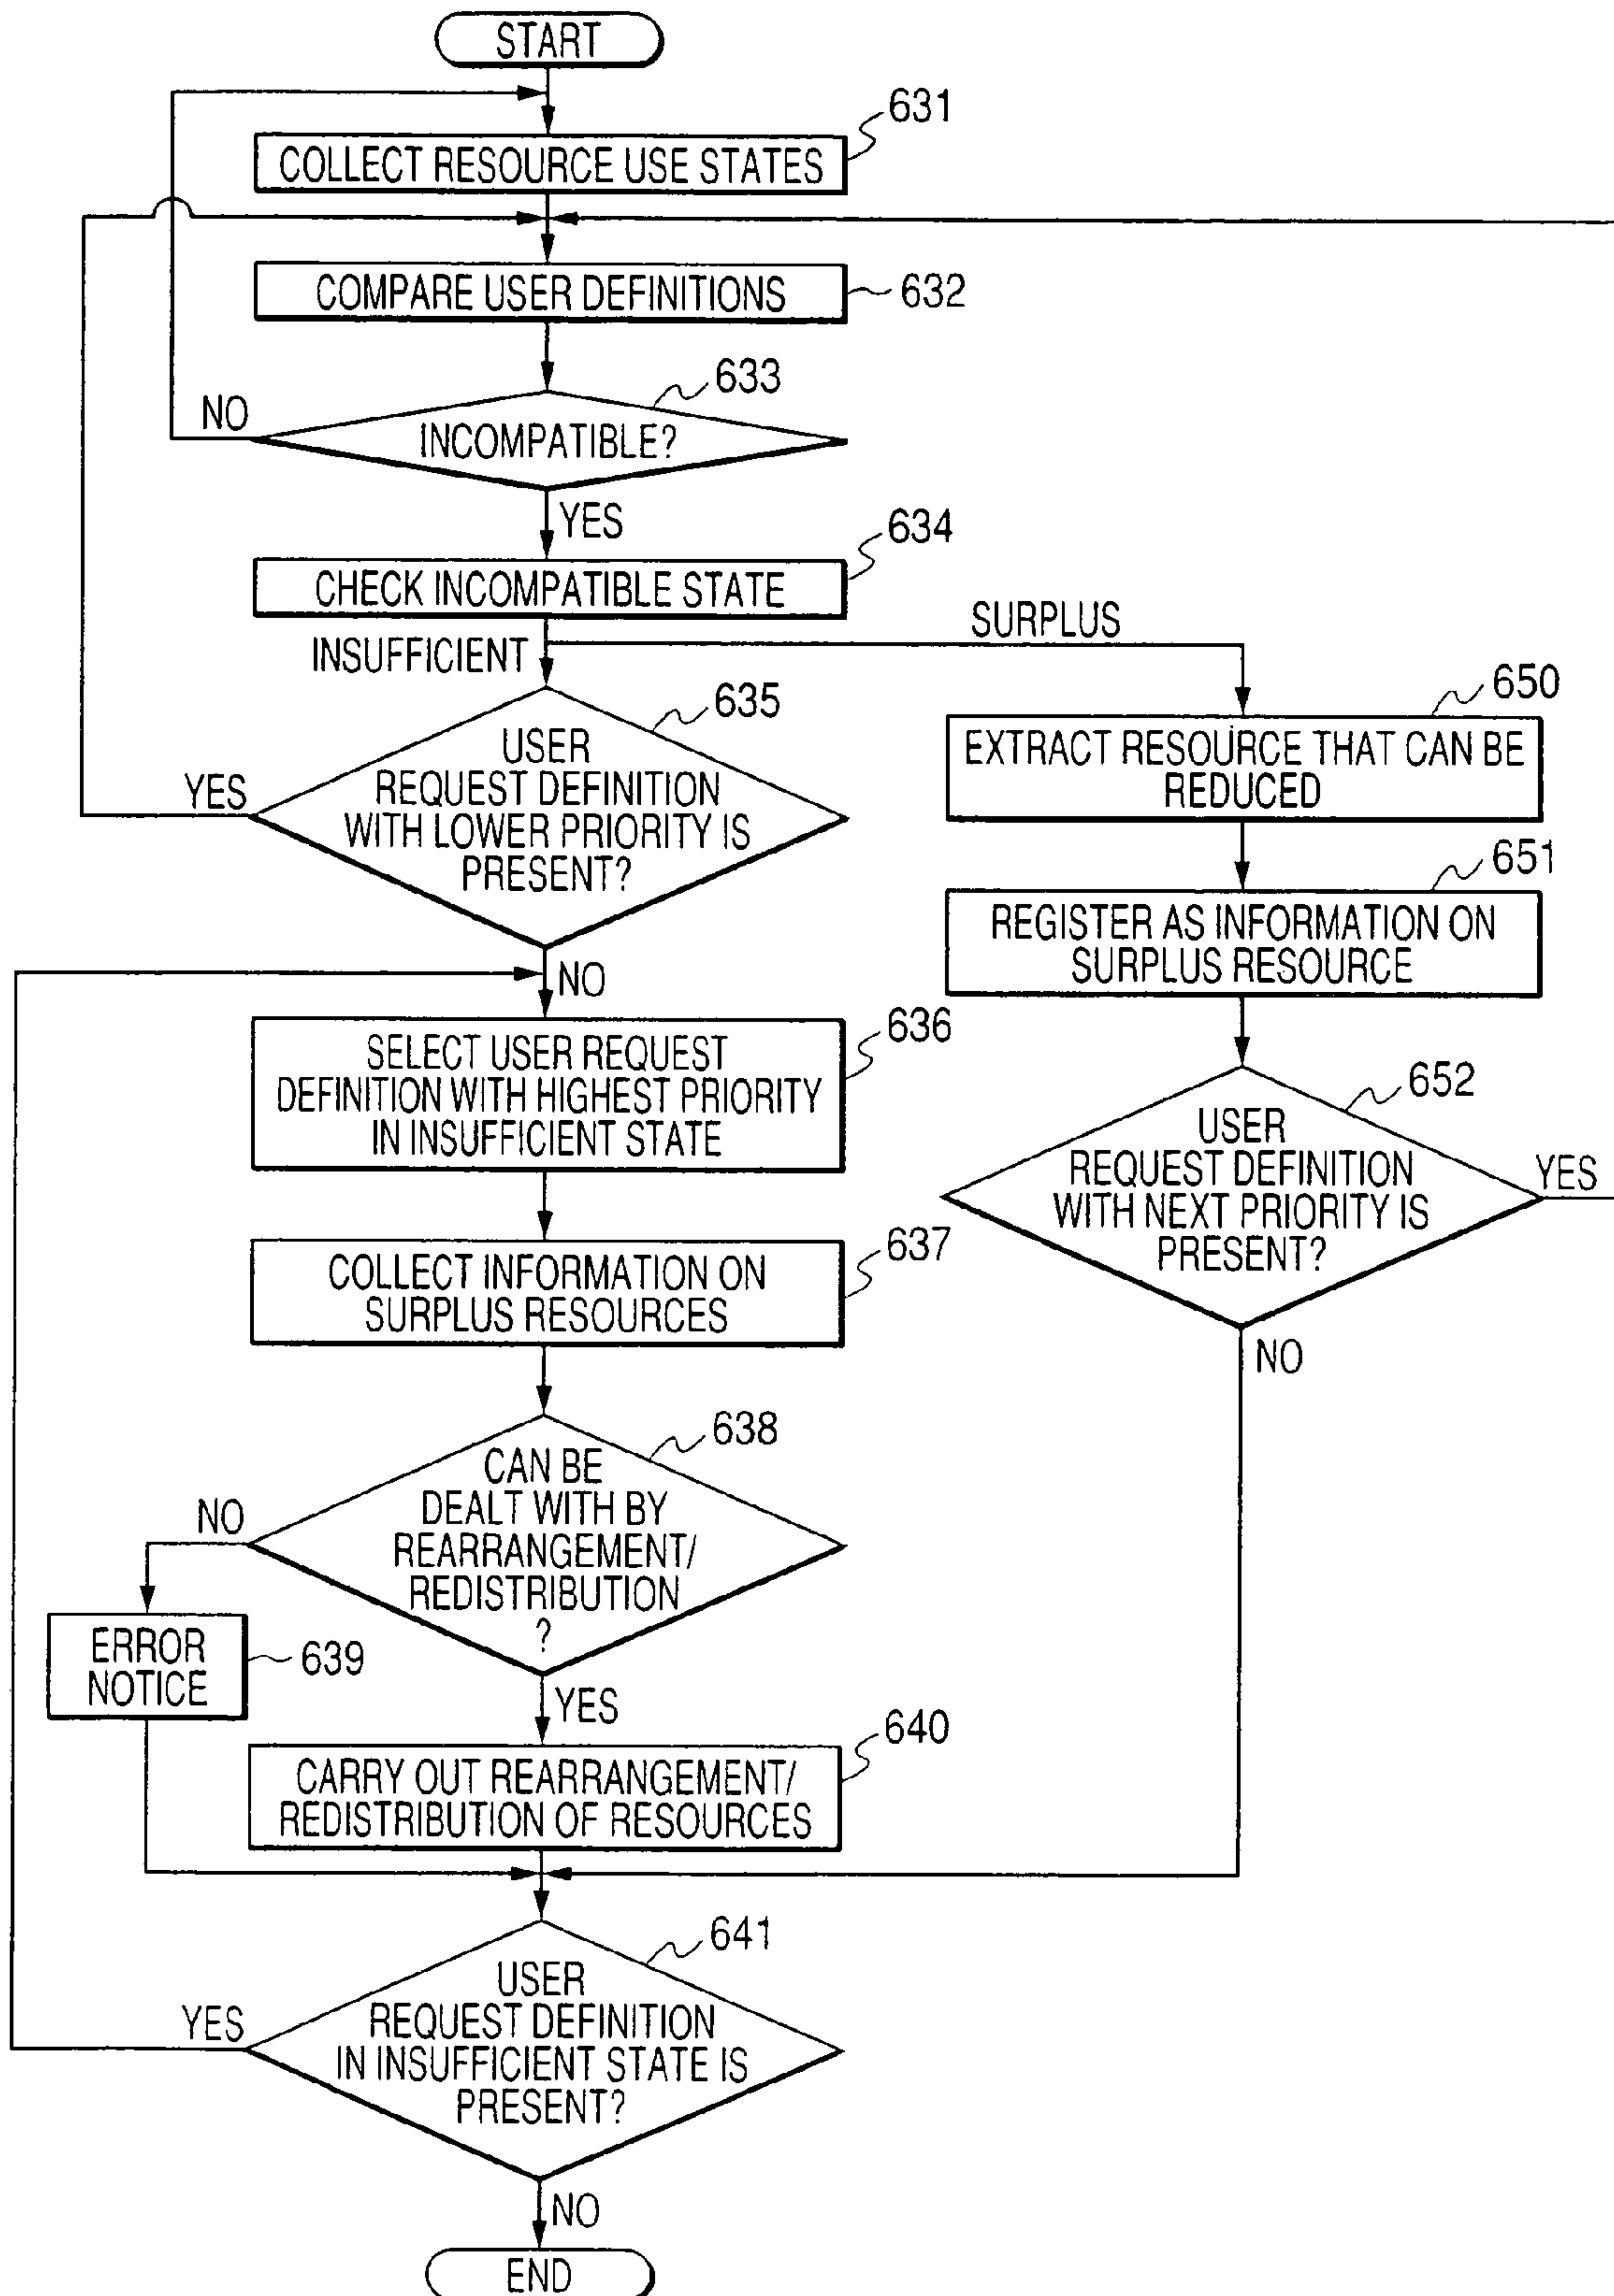 START
631
COLLECT RESOURCE USE STATES
COMPARE USER DEFINITIONS
632
633
NO
INCOMPATIBLE?
YES
634
CHECK INCOMPATIBLE STATE
SURPLUS
INSUFFICIENT
635
USER
REQUEST DEFINITION
WITH LOWER PRIORITY IS
PRESENT?
YES
NO
650
EXTRACT RESOURCE THAT CAN BE
REDUCED
651
REGISTER AS INFORMATION ON
SURPLUS RESOURCE
636
SELECT USER REQUEST
DEFINITION WITH HIGHEST PRIORITY
IN INSUFFICIENT STATE
652
USER
REQUEST DEFINITION
WITH NEXT PRIORITY IS
PRESENT?
YES
NO
637
COLLECT INFORMATION ON
SURPLUS RESOURCES
638
CAN BE
DEALT WITH BY
REARRANGEMENT/
REDISTRIBUTION
?
NO
ERROR
NOTICE
639
YES
640
CARRY OUT REARRANGEMENT/
REDISTRIBUTION OF RESOURCES
641
USER
REQUEST DEFINITION
IN INSUFFICIENT STATE IS
PRESENT?
YES
NO
END